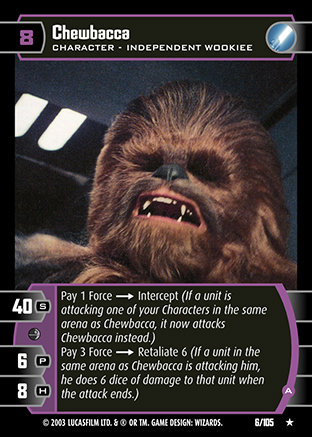 8
Chewbacca
CHARACTER - INDEPENDENT WOOKIEE
40 S
6 P
8 H
Pay 1 Force → Intercept (If a unit is
attacking one of your Characters in the same
arena as Chewbacca, it now attacks
Chewbacca instead.)
Pay 3 Force → Retaliate 6 (If a unit in the
same arena as Chewbacca is attacking him,
he does 6 dice of damage to that unit when
the attack ends.)
A
© 2003 LUCASFILM LTD. & ® OR TM. GAME DESIGN: WIZARDS.
6/105 ★